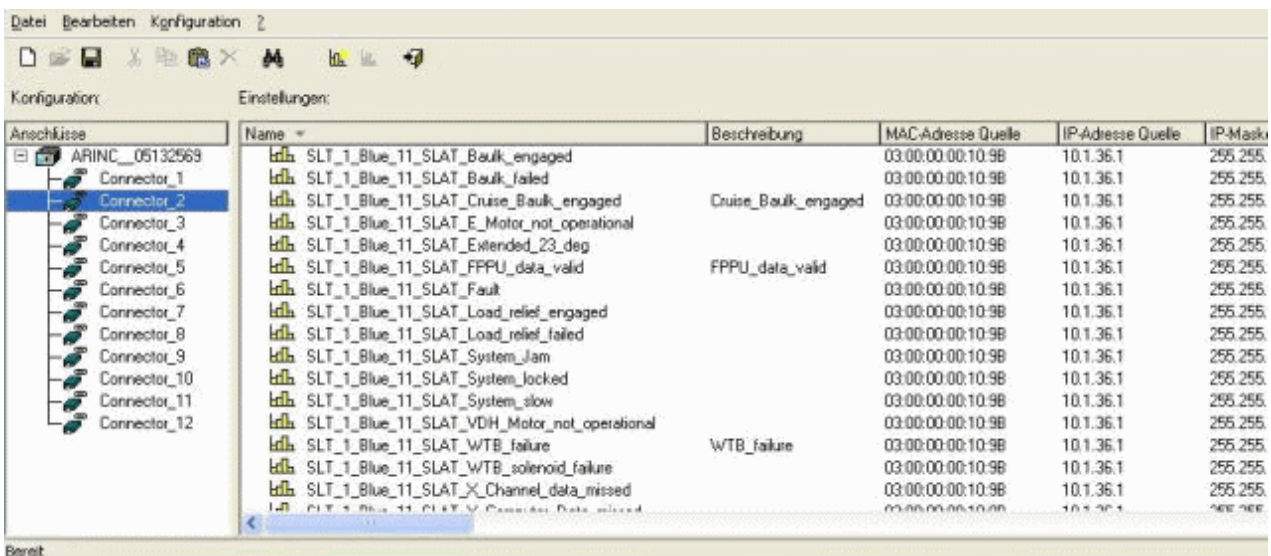 Datei Bearbeiten Konfiguration ?
Konfiguration: Einstellungen:
Anschlüsse Name Beschreibung MAC-Adresse Quelle IP-Adresse Quelle IP-Maske
ARINC__05132569 SLT_1_Blue_11_SLAT_Baulk_engaged 03:00:00:00:10:9B 10.1.36.1 255.255.
Connector_1 SLT_1_Blue_11_SLAT_Baulk_failed 03:00:00:00:10:9B 10.1.36.1 255.255.
Connector_2 SLT_1_Blue_11_SLAT_Cruise_Baulk_engaged Cruise_Baulk_engaged 03:00:00:00:10:9B 10.1.36.1 255.255.
Connector_3 SLT_1_Blue_11_SLAT_E_Motor_not_operational 03:00:00:00:10:9B 10.1.36.1 255.255.
Connector_4 SLT_1_Blue_11_SLAT_Extended_23_deg 03:00:00:00:10:9B 10.1.36.1 255.255.
Connector_5 SLT_1_Blue_11_SLAT_FPPU_data_valid FPPU_data_valid 03:00:00:00:10:9B 10.1.36.1 255.255.
Connector_6 SLT_1_Blue_11_SLAT_Fault 03:00:00:00:10:9B 10.1.36.1 255.255.
Connector_7 SLT_1_Blue_11_SLAT_Load_relief_engaged 03:00:00:00:10:9B 10.1.36.1 255.255.
Connector_8 SLT_1_Blue_11_SLAT_Load_relief_failed 03:00:00:00:10:9B 10.1.36.1 255.255.
Connector_9 SLT_1_Blue_11_SLAT_System_Jam 03:00:00:00:10:9B 10.1.36.1 255.255.
Connector_10 SLT_1_Blue_11_SLAT_System_locked 03:00:00:00:10:9B 10.1.36.1 255.255.
Connector_11 SLT_1_Blue_11_SLAT_System_slow 03:00:00:00:10:9B 10.1.36.1 255.255.
Connector_12 SLT_1_Blue_11_SLAT_VDH_Motor_not_operational 03:00:00:00:10:9B 10.1.36.1 255.255.
SLT_1_Blue_11_SLAT_WTB_failure WTB_failure 03:00:00:00:10:9B 10.1.36.1 255.255.
SLT_1_Blue_11_SLAT_WTB_solenoid_failure 03:00:00:00:10:9B 10.1.36.1 255.255.
SLT_1_Blue_11_SLAT_X_Channel_data_missed 03:00:00:00:10:9B 10.1.36.1 255.255.
Bereit